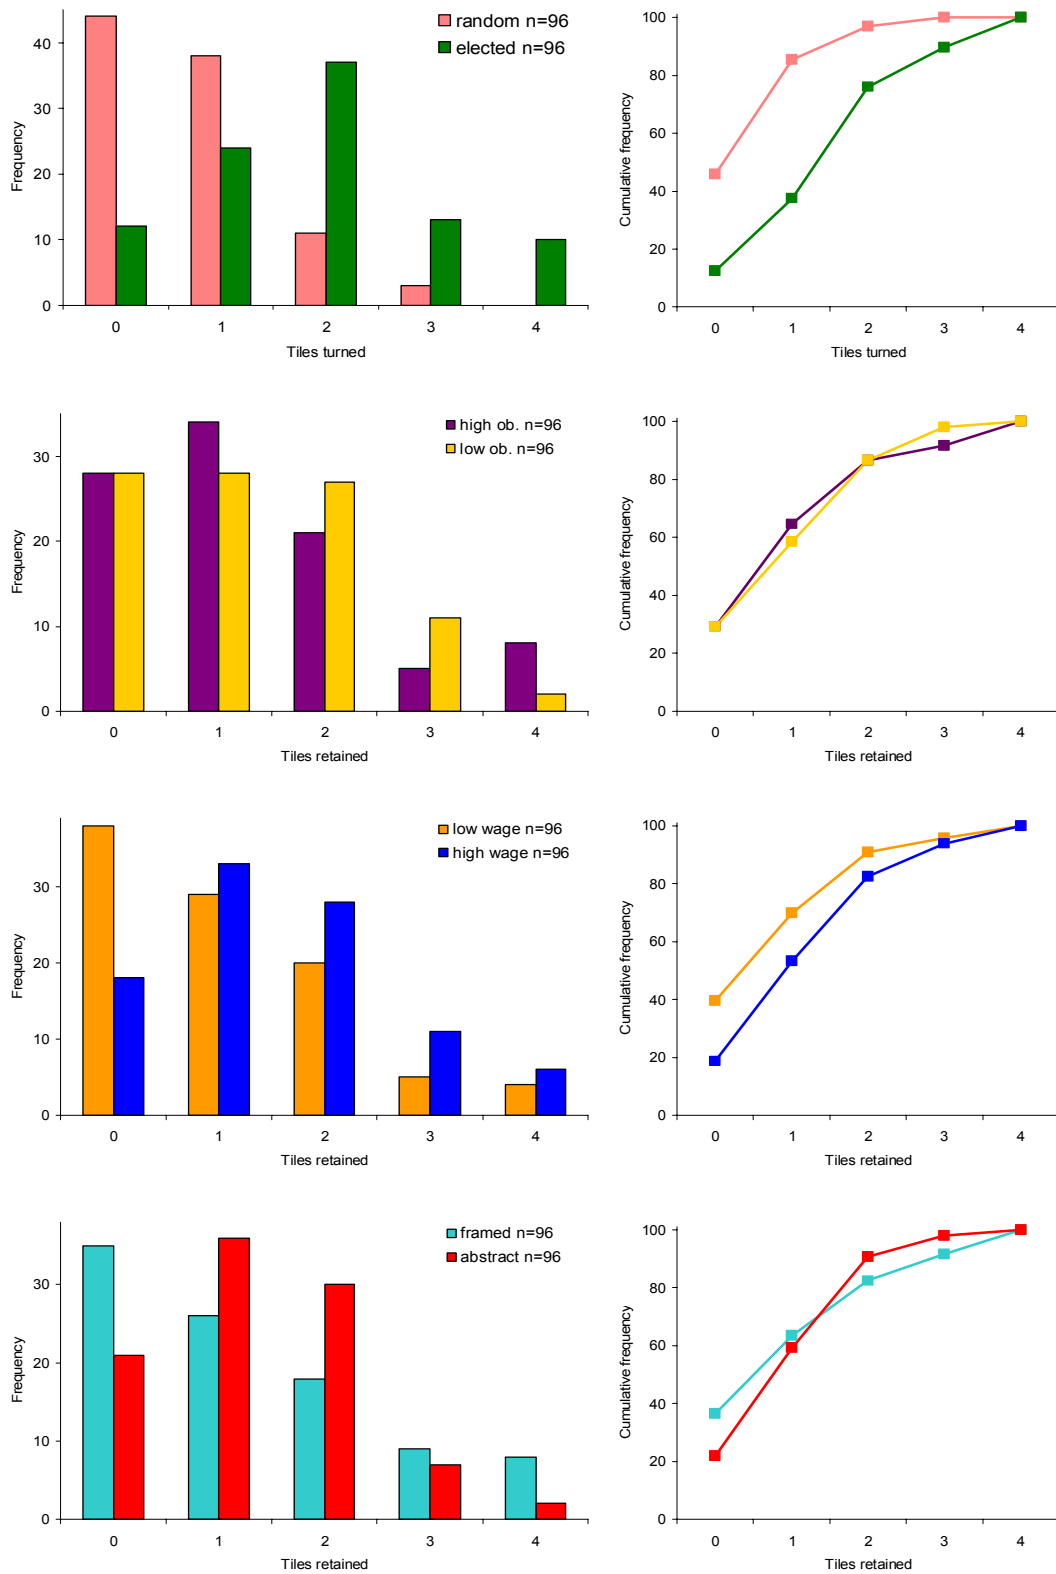 random n=96
elected n=96
Frequency
40
30
20
10
0
0 1 2 3 4
Tiles turned
Cumulative frequency
100
80
60
40
20
0
0 1 2 3 4
Tiles turned
high ob. n=96
low ob. n=96
Frequency
30
20
10
0
0 1 2 3 4
Tiles retained
Cumulative frequency
100
80
60
40
20
0
0 1 2 3 4
Tiles retained
low wage n=96
high wage n=96
Frequency
30
20
10
0
0 1 2 3 4
Tiles retained
Cumulative frequency
100
80
60
40
20
0
0 1 2 3 4
Tiles retained
framed n=96
abstract n=96
Frequency
30
20
10
0
0 1 2 3 4
Tiles retained
Cumulative frequency
100
80
60
40
20
0
0 1 2 3 4
Tiles retained